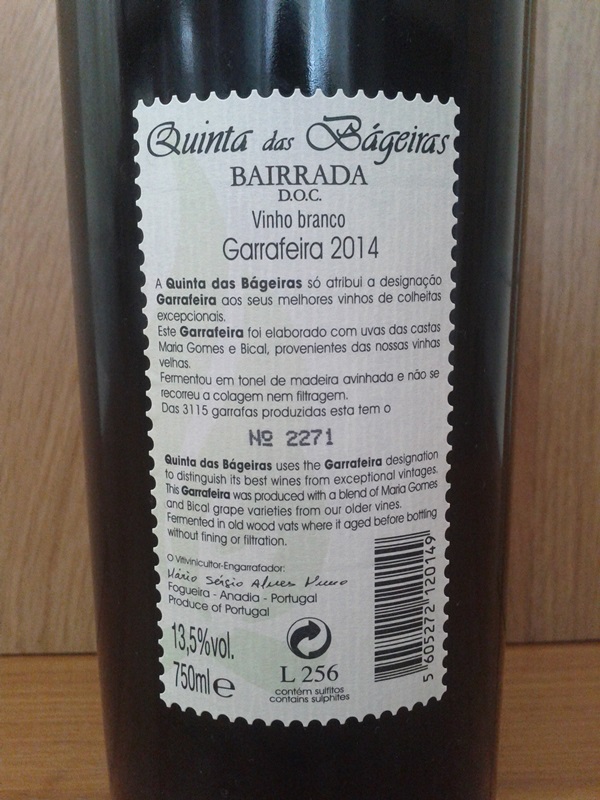 Quinta das Bágeiras
BAIRRADA
D.O.C.
Vinho branco
Garrafeira 2014
A Quinta das Bágeiras só atribui a designação
Garrafeira aos seus melhores vinhos de colheitas
excepcionais.
Este Garrafeira foi elaborado com uvas das castas
Maria Gomes e Bical, provenientes das nossas vinhas
velhas.
Fermentou em tonel de madeira avinhada e não se
recorreu a colagem nem filtragem.
Das 3115 garrafas produzidas esta tem o
Nº 2271
Quinta das Bágeiras uses the Garrafeira designation
to distinguish its best wines from exceptional vintages.
This Garrafeira was produced with a blend of Maria Gomes
and Bical grape varieties from our older vines.
Fermented in old wood vats where it aged before bottling
without fining or filtration.
O Vitivinicultor-Engarrafador:
Mário Sérgio Alves Nuno
Fogueira - Anadia - Portugal
Produce of Portugal
13,5%vol.
750ml e
L 256
contém sulfitos
contains sulphites
5 605272 120149